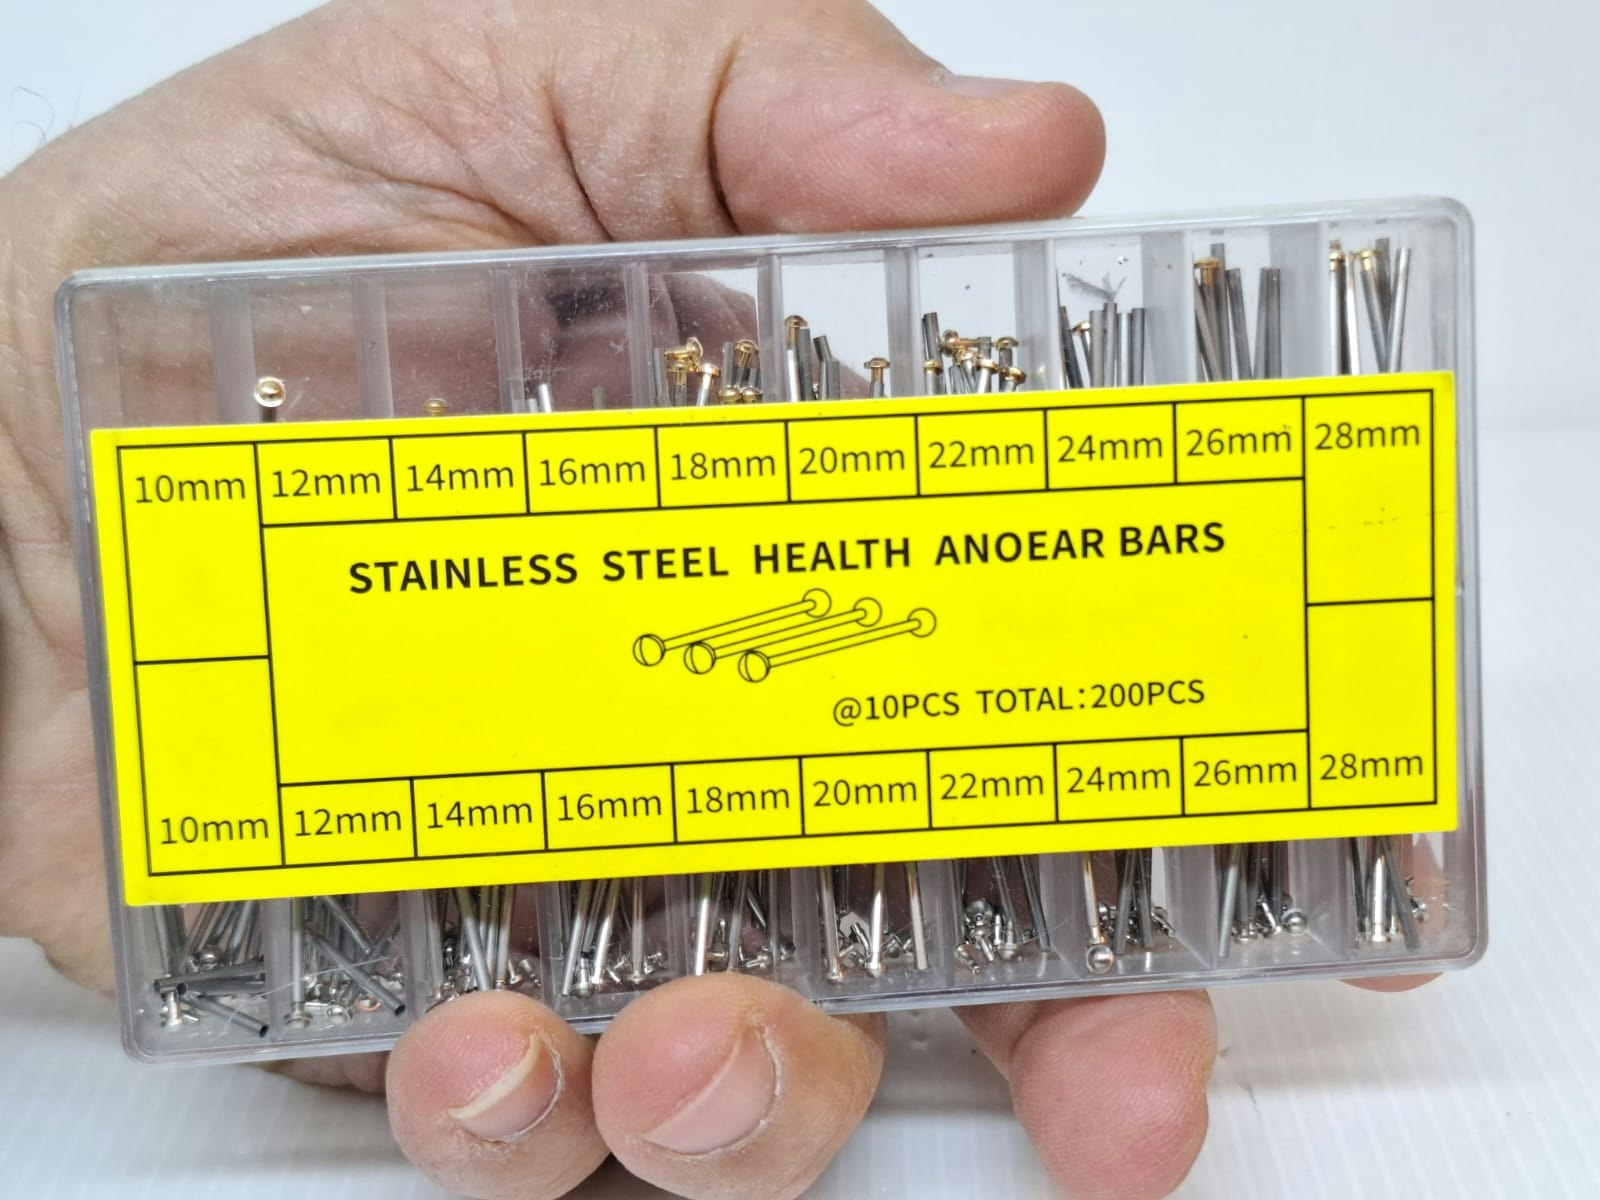 10mm 12mm 14mm 16mm 18mm 20mm 22mm 24mm 26mm 28mm
STAINLESS STEEL HEALTH ANOEAR BARS
@10PCS TOTAL:200PCS
10mm 12mm 14mm 16mm 18mm 20mm 22mm 24mm 26mm 28mm